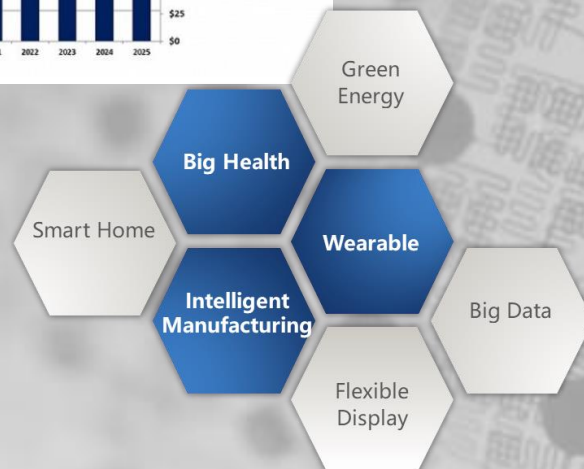 $25
$0
2022 2023 2024 2025
Green
Energy
Big Health
Smart Home
Wearable
Intelligent
Manufacturing
Big Data
Flexible
Display